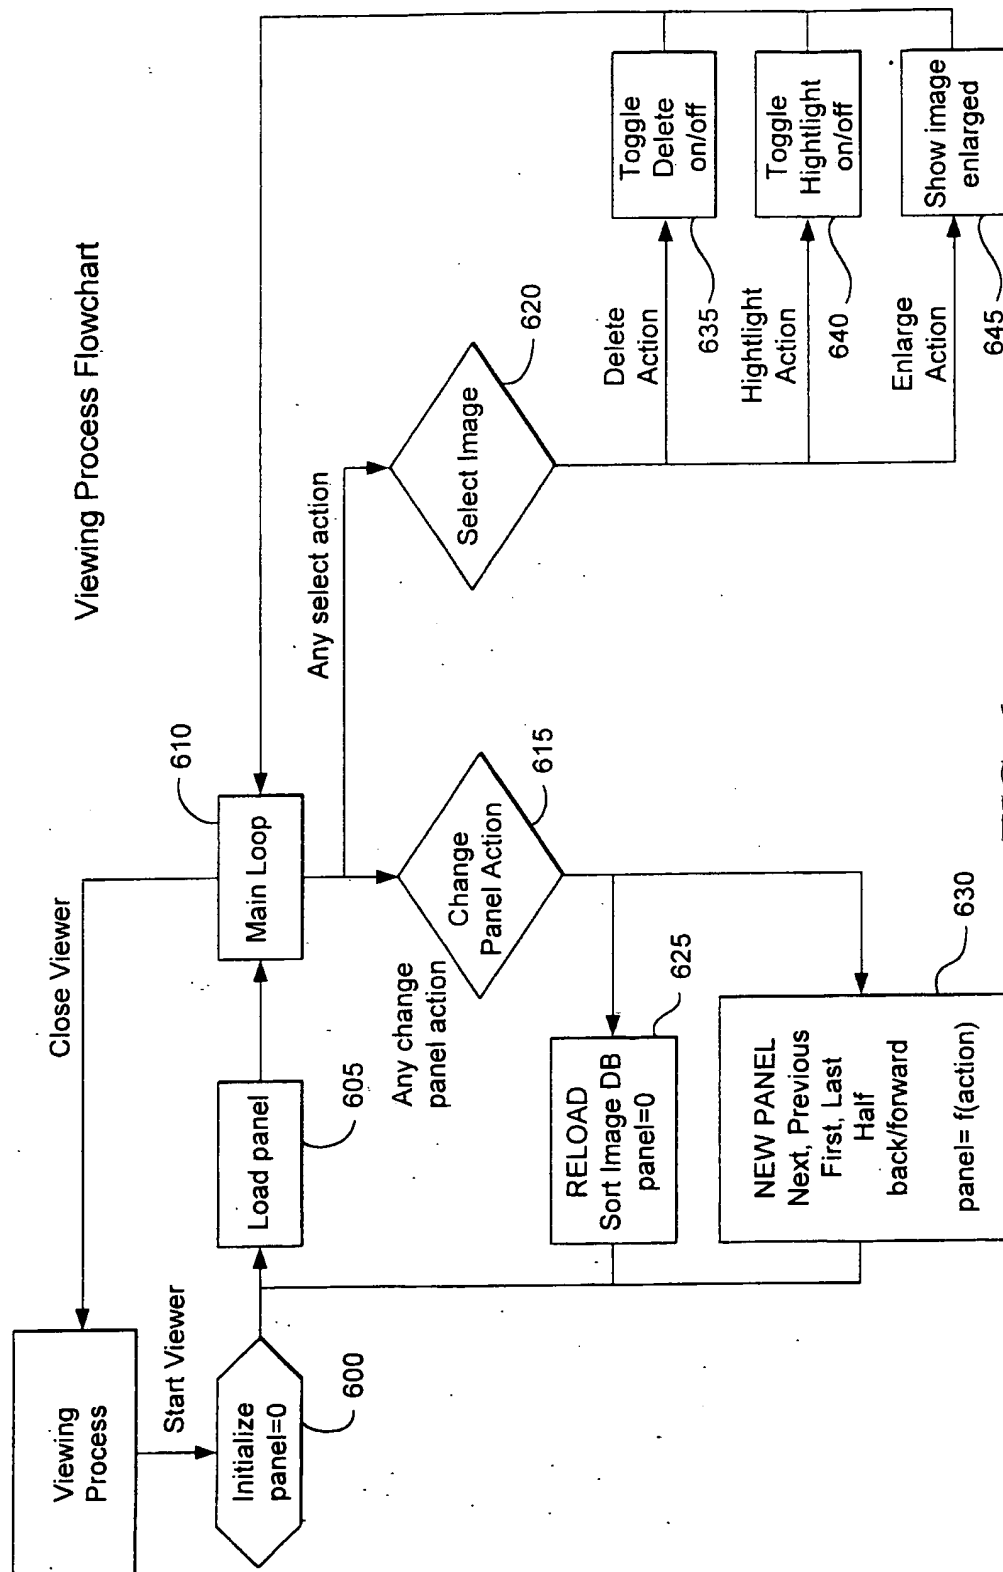 Viewing Process Flowchart
Viewing
Process
Close Viewer
Start Viewer
Initialize
panel=0
600
Load panel
605
Main Loop
610
Any change
panel action
Any select action
Change
Panel Action
615
Select Image
620
RELOAD
Sort Image DB
panel=0
625
NEW PANEL
Next, Previous
First, Last
Half
back/forward
panel= f(action)
630
Delete
Action
Toggle
Delete
on/off
635
Hightlight
Action
Toggle
Hightlight
on/off
640
Enlarge
Action
Show image
enlarged
645